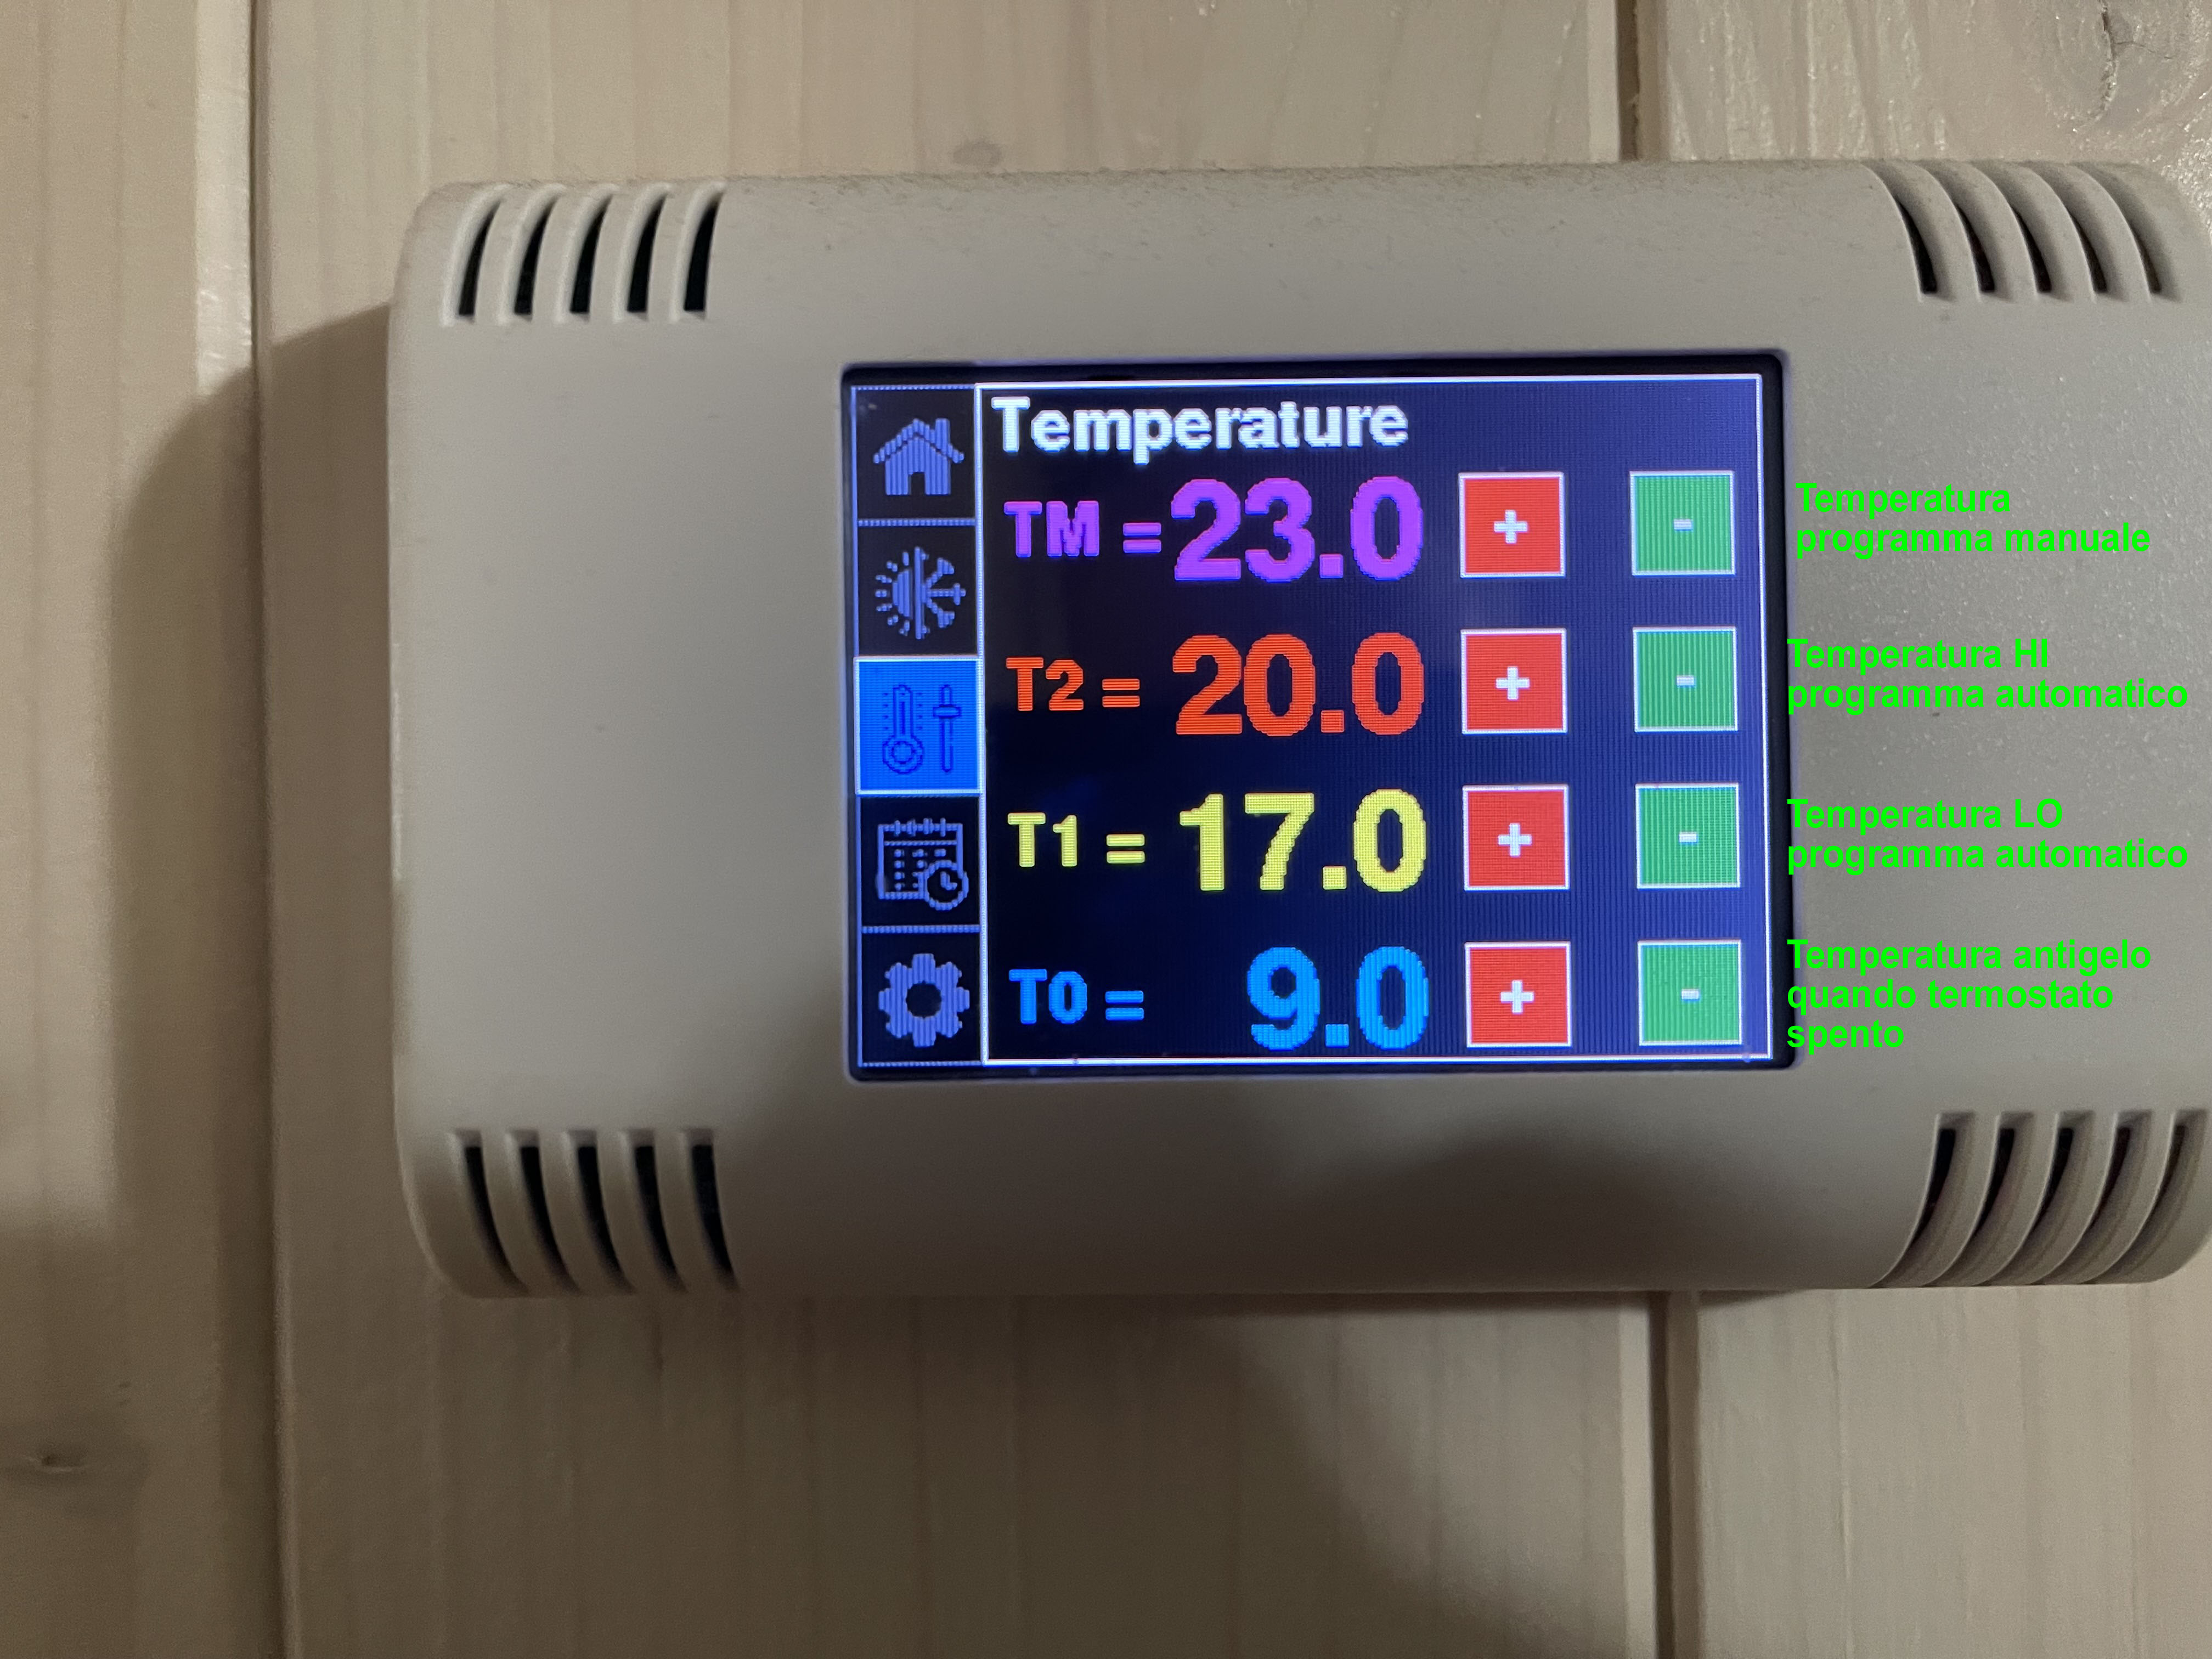 Temperature
TM = 23.0 + -
Temperatura
programma manuale
T2 = 20.0 + -
Temperatura HI
programma automatico
T1 = 17.0 + -
Temperatura LO
programma automatico
T0 = 9.0 + -
Temperatura antigelo
quando termostato
spento